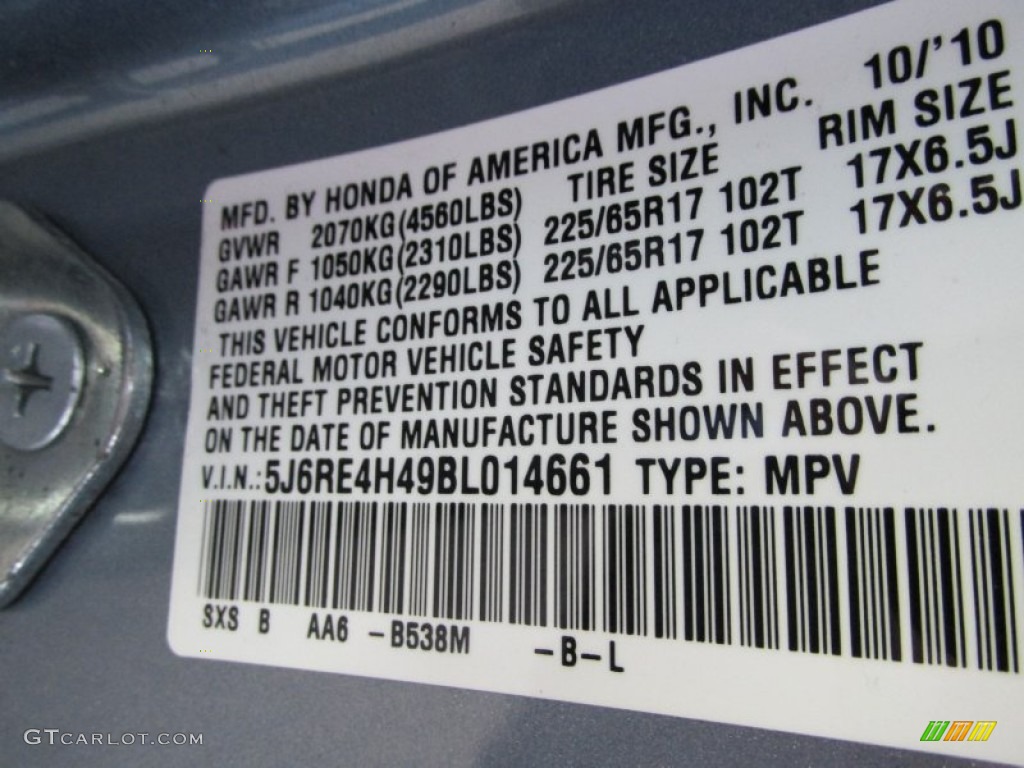 MFD. BY HONDA OF AMERICA MFG., INC. 10/'10
GVWR 2070KG(4560LBS) TIRE SIZE RIM SIZE
GAWR F 1050KG(2310LBS) 225/65R17 102T 17X6.5J
GAWR R 1040KG(2290LBS) 225/65R17 102T 17X6.5J
THIS VEHICLE CONFORMS TO ALL APPLICABLE
FEDERAL MOTOR VEHICLE SAFETY
AND THEFT PREVENTION STANDARDS IN EFFECT
ON THE DATE OF MANUFACTURE SHOWN ABOVE.
V.I.N.:5J6RE4H49BL014661 TYPE: MPV
SXS B AA6 -B538M -B-L
GTCARLOT.COM